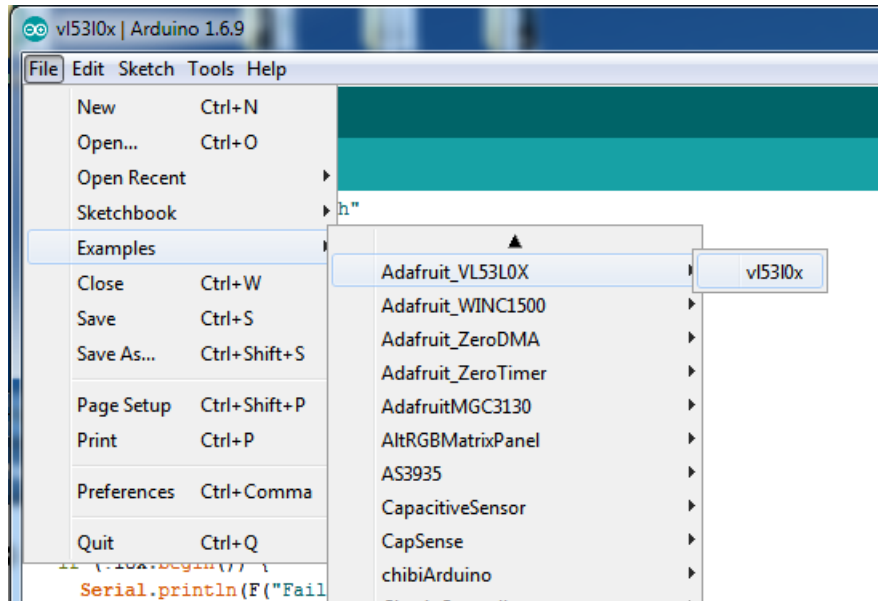 vl53l0x | Arduino 1.6.9
File Edit Sketch Tools Help
New Ctrl+N
Open... Ctrl+O
Open Recent
Sketchbook
h"
Examples
Close Ctrl+W
Save Ctrl+S
Save As... Ctrl+Shift+S
Page Setup Ctrl+Shift+P
Print Ctrl+P
Preferences Ctrl+Comma
Quit Ctrl+Q
Adafruit_VL53L0X
Adafruit_WINC1500
Adafruit_ZeroDMA
Adafruit_ZeroTimer
AdafruitMGC3130
AltRGBMatrixPanel
AS3935
CapacitiveSensor
CapSense
chibiArduino
vl53l0x
Serial.println(F("Fail